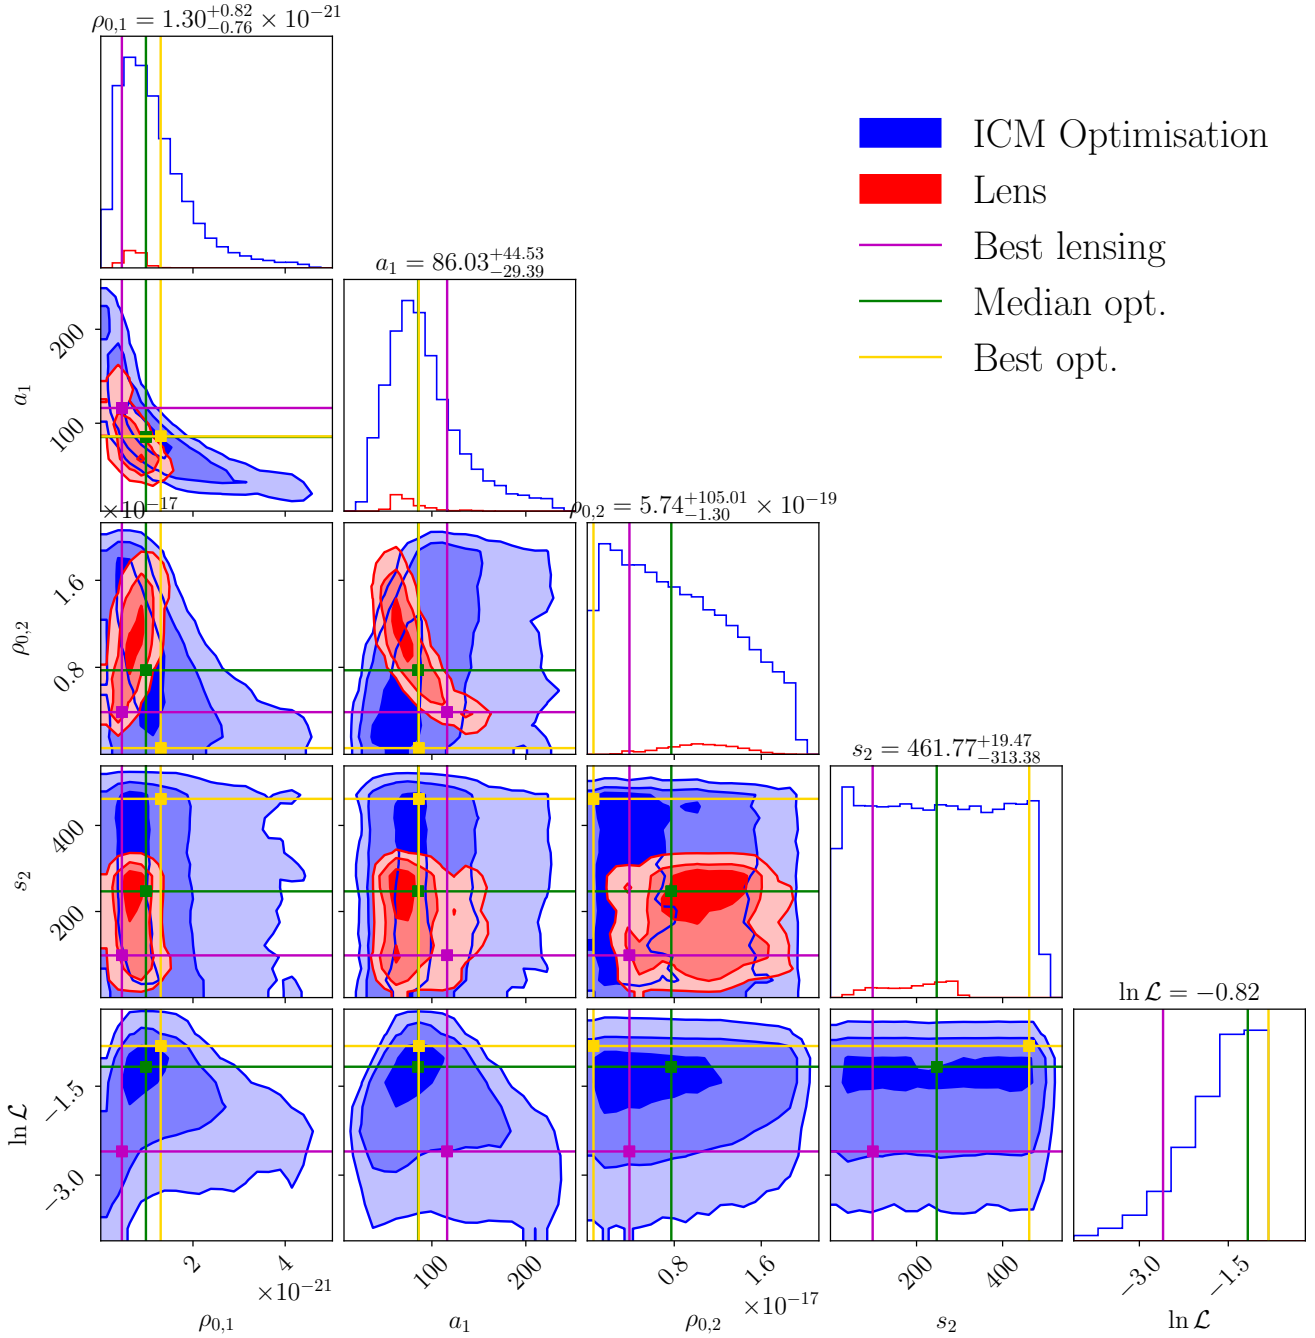 ρ₀,₁ = 1.30 +0.82 −0.76 × 10⁻²¹
ICM Optimisation
Lens
Best lensing
Median opt.
Best opt.
a₁ = 86.03 +44.53 −29.39
200
100
a₁
×10⁻¹⁷
ρ₀,₂ = 5.74 +105.01 −1.30 × 10⁻¹⁹
1.6
0.8
ρ₀,₂
s₂ = 461.77 +19.47 −313.38
400
200
s₂
ln ℒ = −0.82
−1.5
−3.0
ln ℒ
2
4
×10⁻²¹
ρ₀,₁
100
200
a₁
0.8
1.6
×10⁻¹⁷
ρ₀,₂
200
400
s₂
−3.0
−1.5
ln ℒ